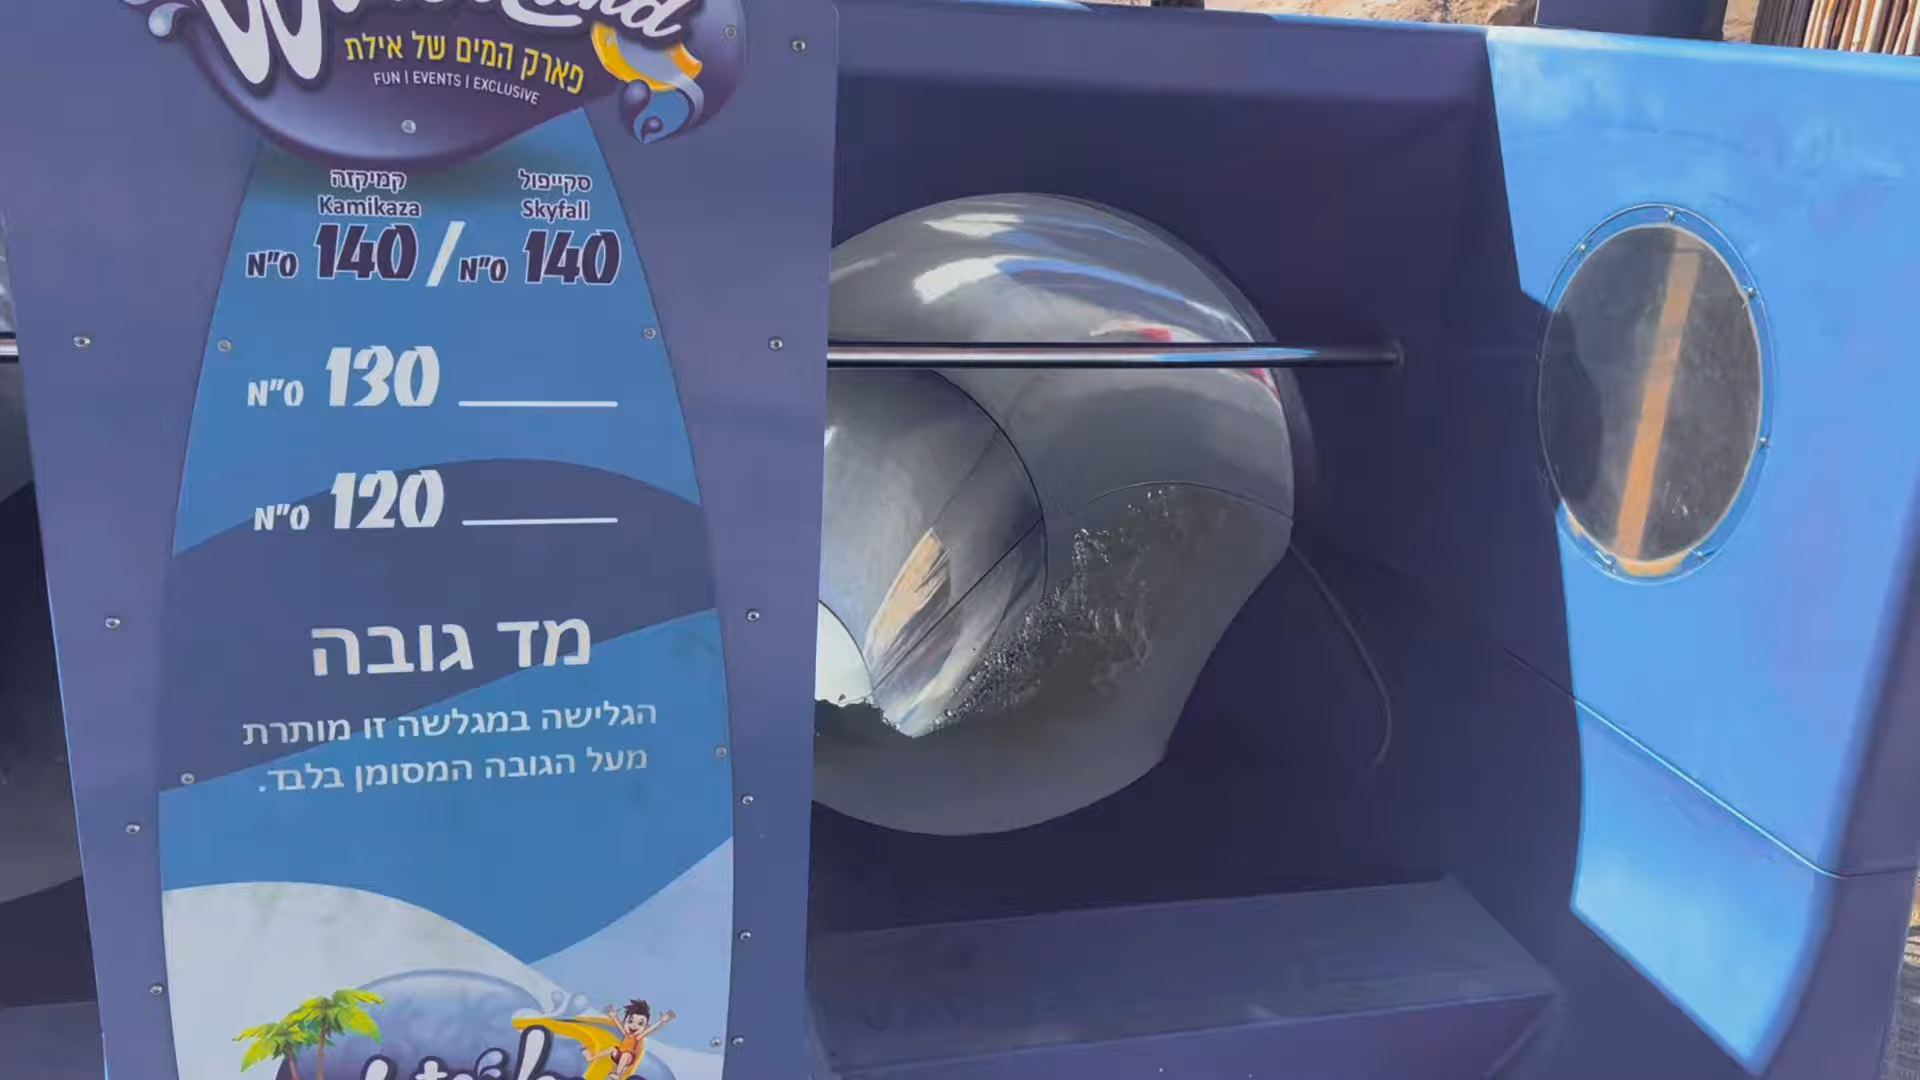 פארק המים של אילת
FUN | EVENTS | EXCLUSIVE
קמיקזה סקייפול
Kamikaza Skyfall
140 ס"מ / 140 ס"מ
130 ס"מ
120 ס"מ
מד גובה
הגלישה במגלשה זו מותרת
מעל הגובה המסומן בלבד.